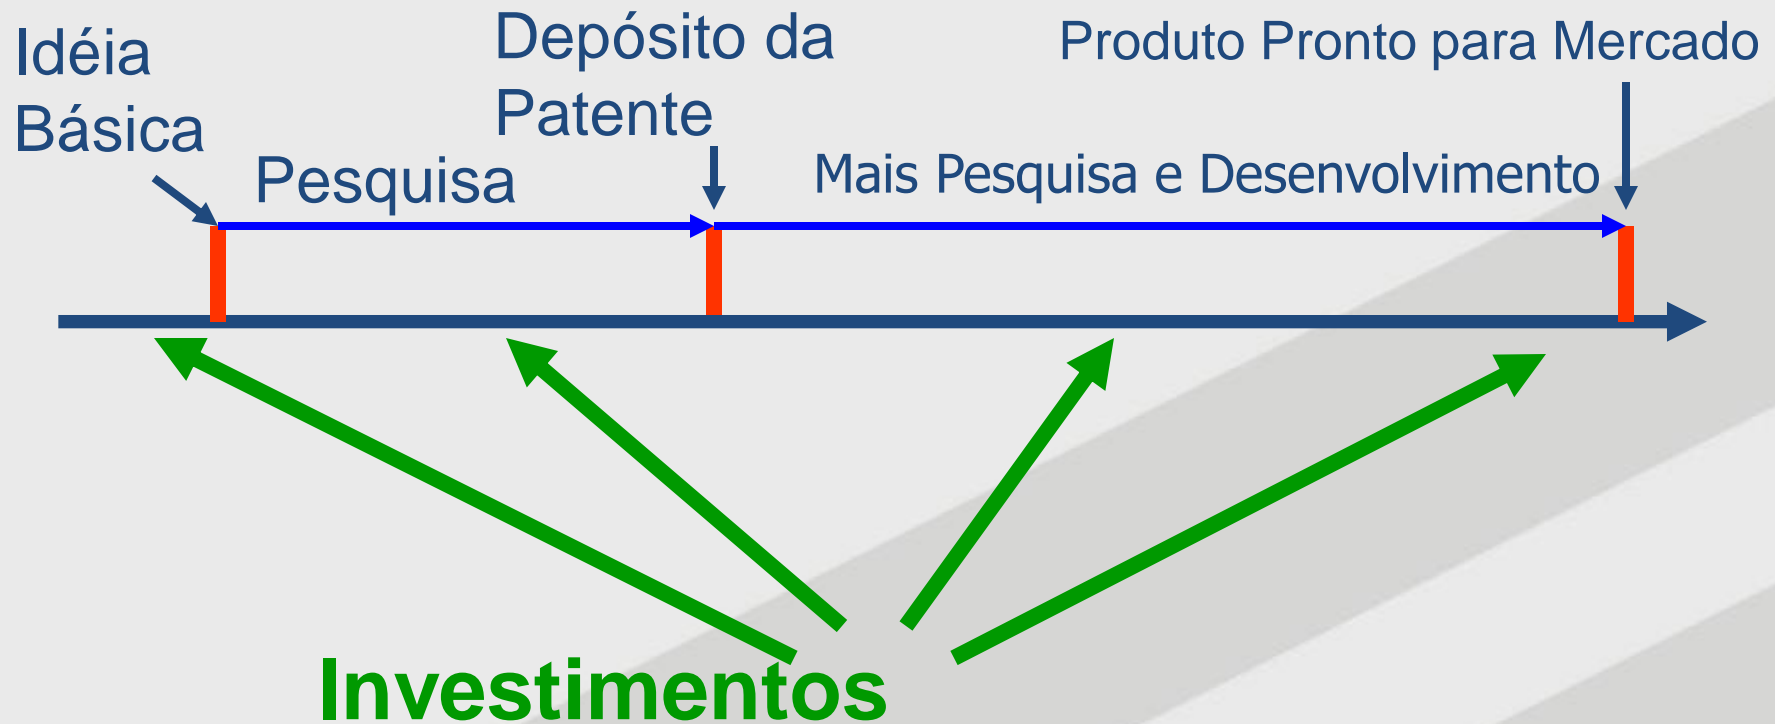 Idéia
Básica
Pesquisa
Depósito da
Patente
Mais Pesquisa e Desenvolvimento
Produto Pronto para Mercado
Investimentos